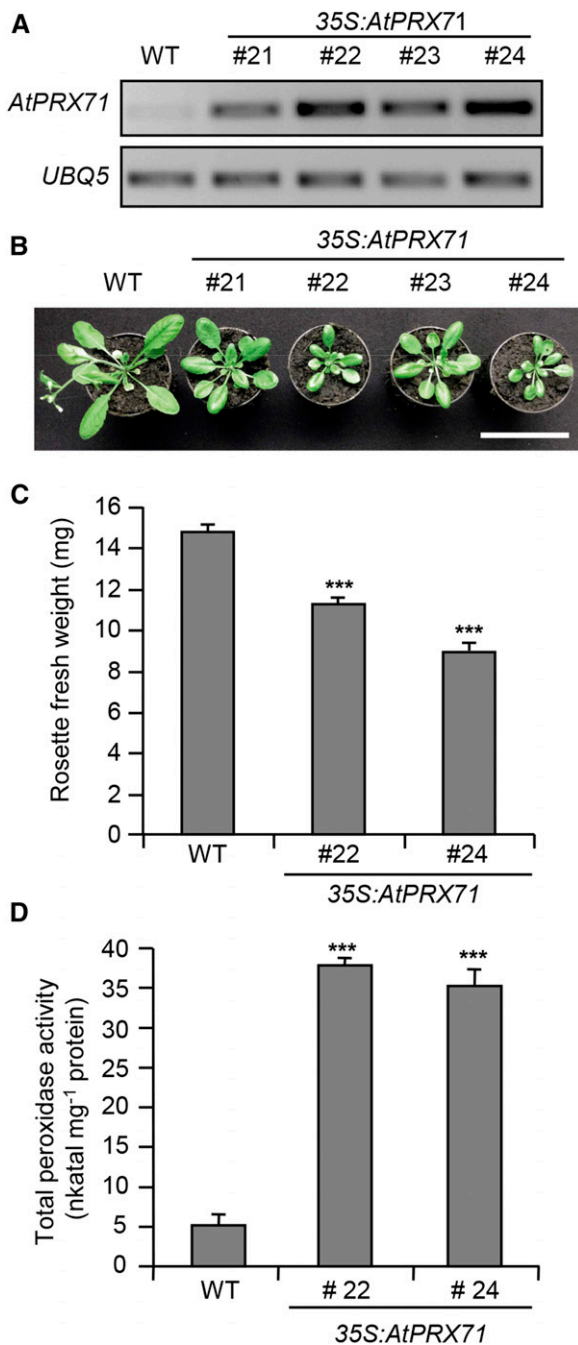 A
35S:AtPRX71
WT #21 #22 #23 #24
AtPRX71
UBQ5
B
35S:AtPRX71
WT #21 #22 #23 #24
C
Rosette fresh weight (mg)
16
14
12
10
8
6
4
2
0
***
***
WT #22 #24
35S:AtPRX71
D
Total peroxidase activity
(nkatal mg⁻¹ protein)
40
35
30
25
20
15
10
5
0
***
***
WT # 22 # 24
35S:AtPRX71